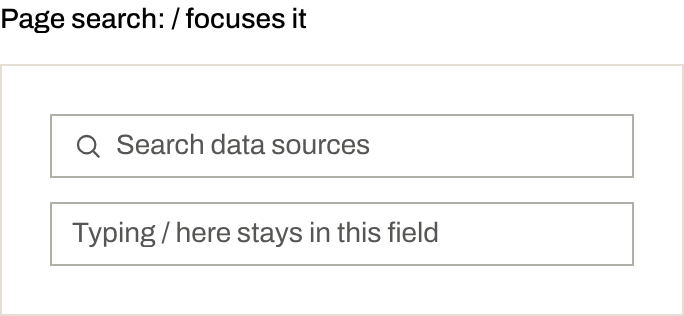 Page search: / focuses it
Search data sources
Typing / here stays in this field